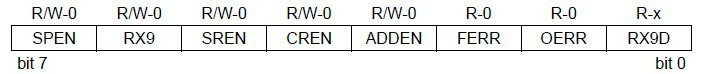 R/W-0 R/W-0 R/W-0 R/W-0 R/W-0 R-0 R-0 R-x
SPEN RX9 SREN CREN ADDEN FERR OERR RX9D
bit 7 bit 0